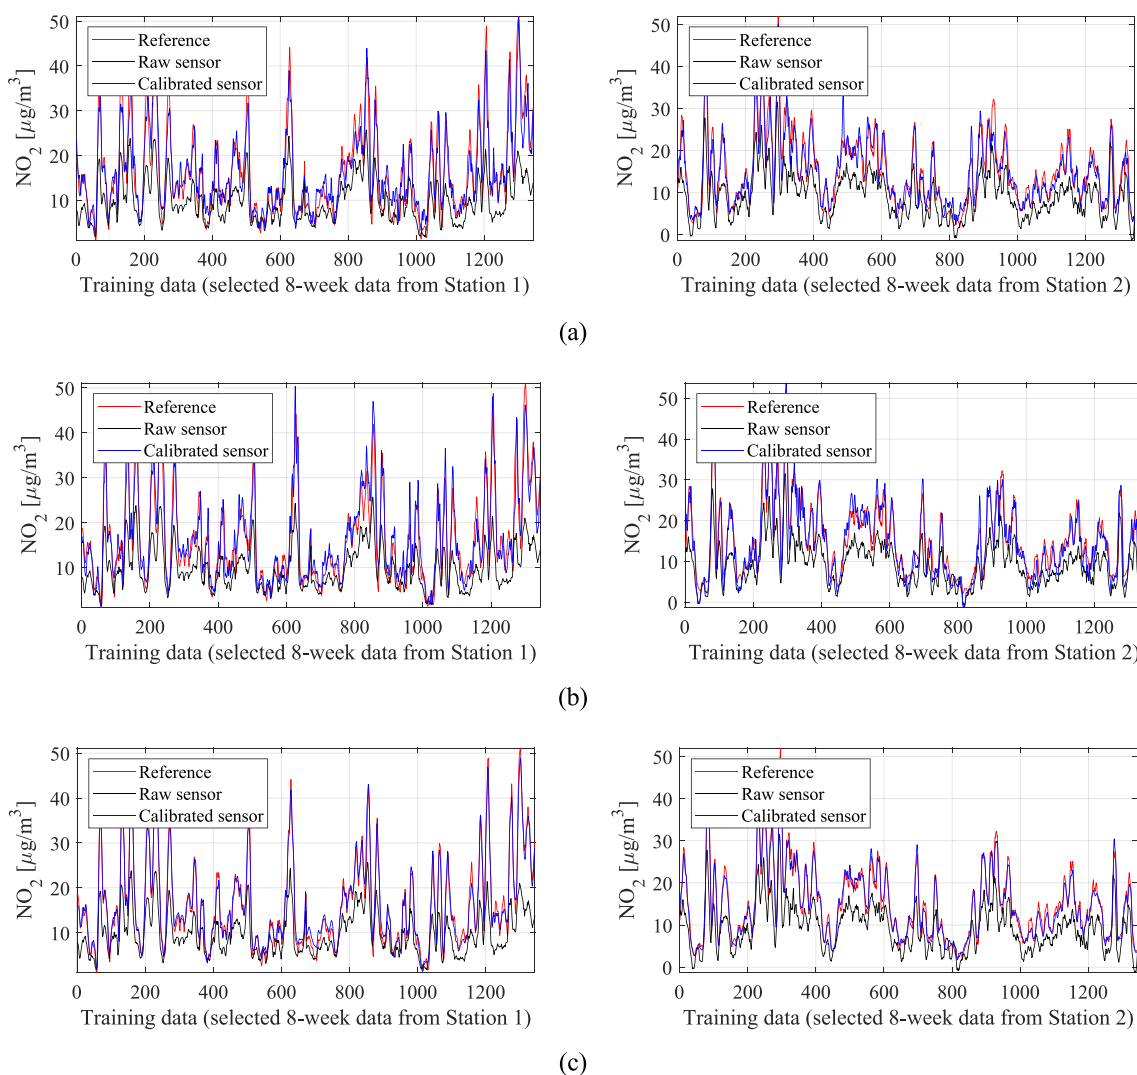 50
40
30
20
10
NO2 [µg/m3]
Reference
Raw sensor
Calibrated sensor
0 200 400 600 800 1000 1200
Training data (selected 8-week data from Station 1)
50
40
30
20
10
0
NO2 [µg/m3]
Reference
Raw sensor
Calibrated sensor
0 200 400 600 800 1000 1200
Training data (selected 8-week data from Station 2)
(a)
50
40
30
20
10
NO2 [µg/m3]
Reference
Raw sensor
Calibrated sensor
0 200 400 600 800 1000 1200
Training data (selected 8-week data from Station 1)
50
40
30
20
10
0
NO2 [µg/m3]
Reference
Raw sensor
Calibrated sensor
0 200 400 600 800 1000 1200
Training data (selected 8-week data from Station 2)
(b)
50
40
30
20
10
NO2 [µg/m3]
Reference
Raw sensor
Calibrated sensor
0 200 400 600 800 1000 1200
Training data (selected 8-week data from Station 1)
50
40
30
20
10
0
NO2 [µg/m3]
Reference
Raw sensor
Calibrated sensor
0 200 400 600 800 1000 1200
Training data (selected 8-week data from Station 2)
(c)